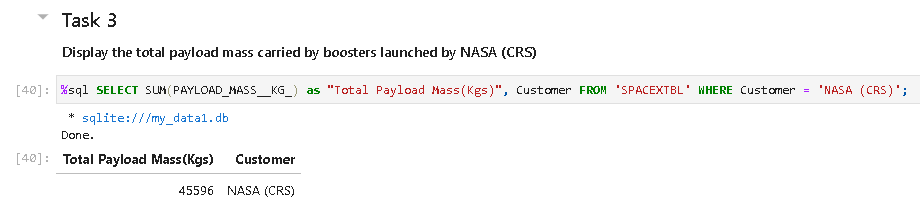 Task 3
Display the total payload mass carried by boosters launched by NASA (CRS)
[40]: %sql SELECT SUM(PAYLOAD_MASS__KG_) as "Total Payload Mass(Kgs)", Customer FROM 'SPACEXTBL' WHERE Customer = 'NASA (CRS)';
* sqlite:///my_data1.db
Done.
[40]: Total Payload Mass(Kgs) Customer
45596 NASA (CRS)